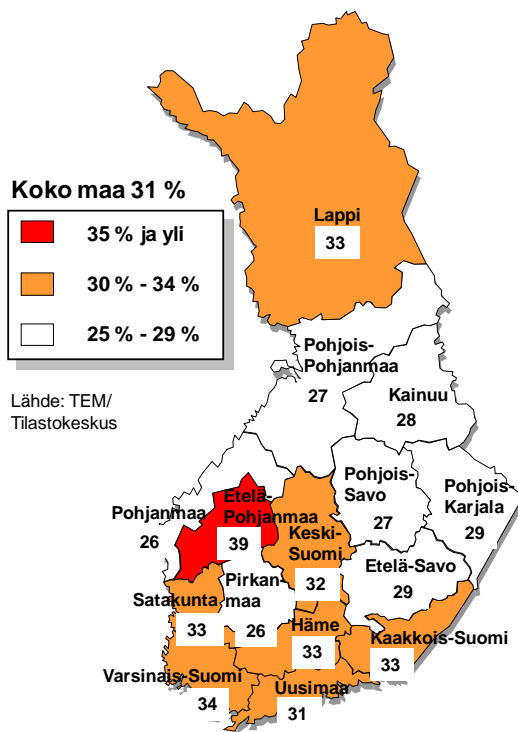 Koko maa 31 %
35 % ja yli
30 % - 34 %
25 % - 29 %
Lähde: TEM/
Tilastokeskus
Lappi
33
Pohjois-
Pohjanmaa
27
Kainuu
28
Pohjois-
Savo
27
Pohjois-
Karjala
29
Pohjanmaa
26
Etelä-
Pohjanmaa
39
Keski-
Suomi
32
Etelä-Savo
29
Pirkan-
maa
26
Satakunta
33
Häme
33
Kaakkois-Suomi
33
Varsinais-Suomi
34
Uusimaa
31